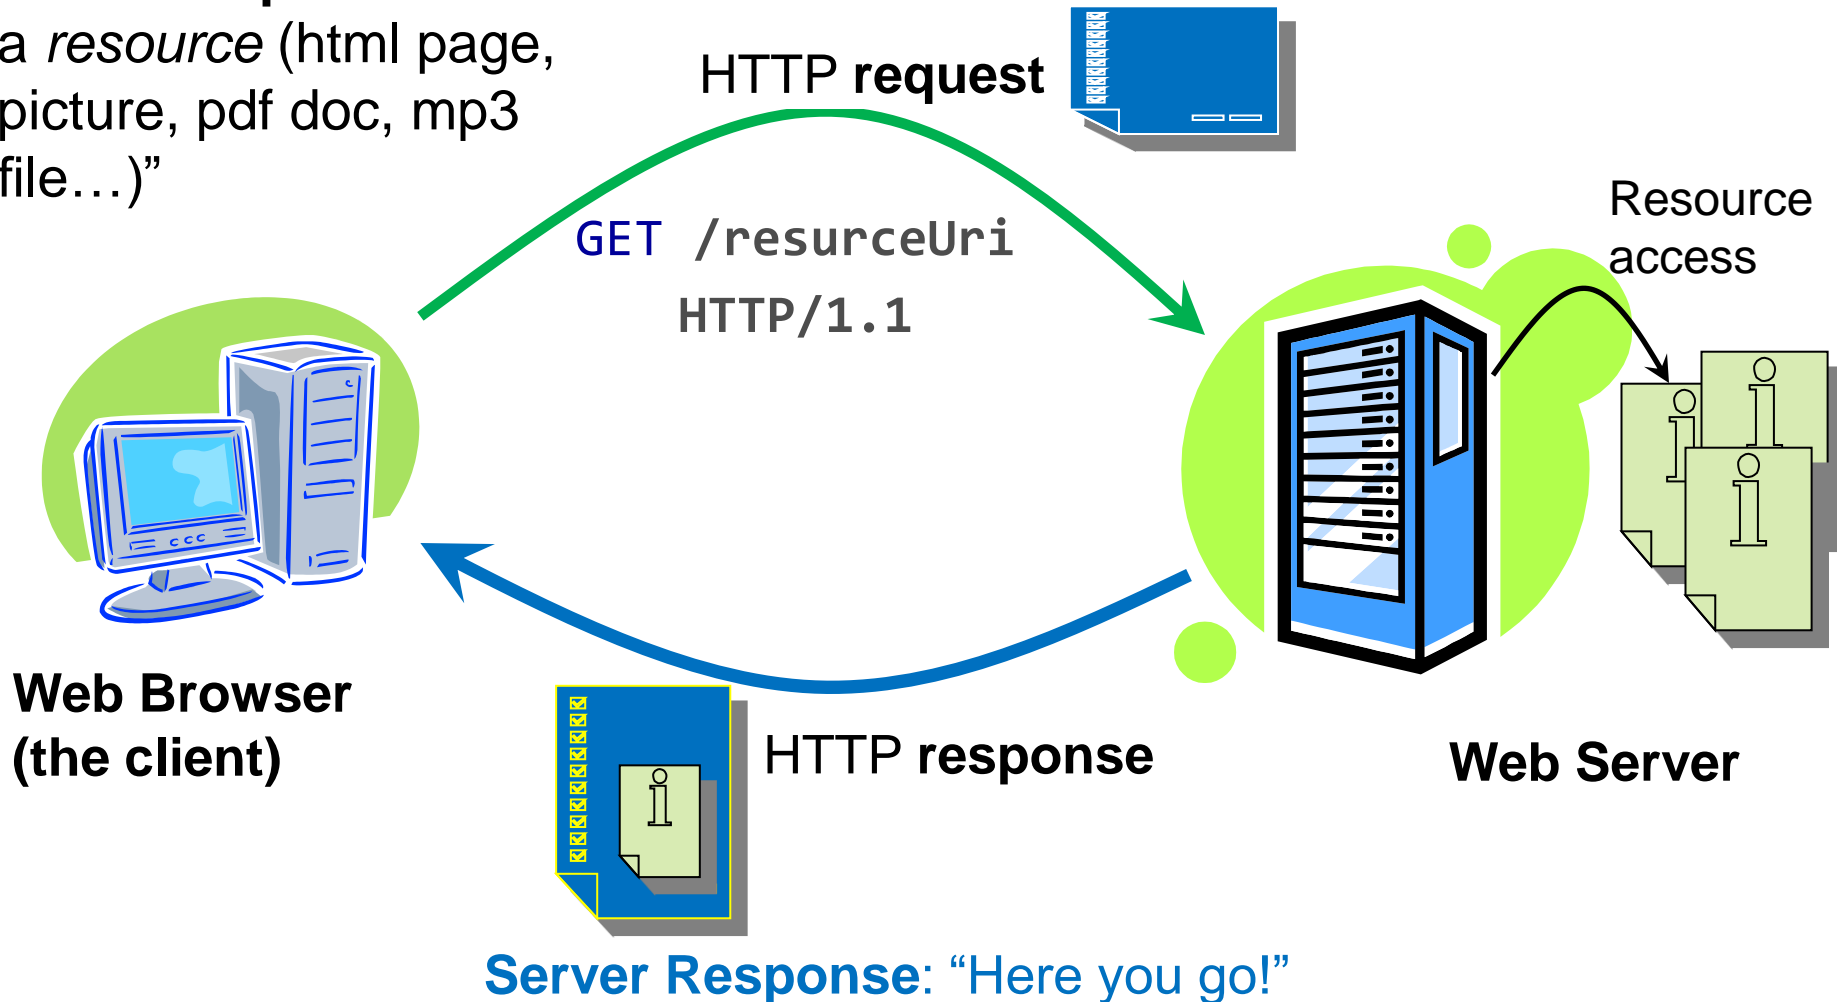 a resource (html page,
picture, pdf doc, mp3
file…)”
HTTP request
GET /resurceUri
HTTP/1.1
Resource
access
Web Browser
(the client)
HTTP response
Web Server
Server Response: “Here you go!”